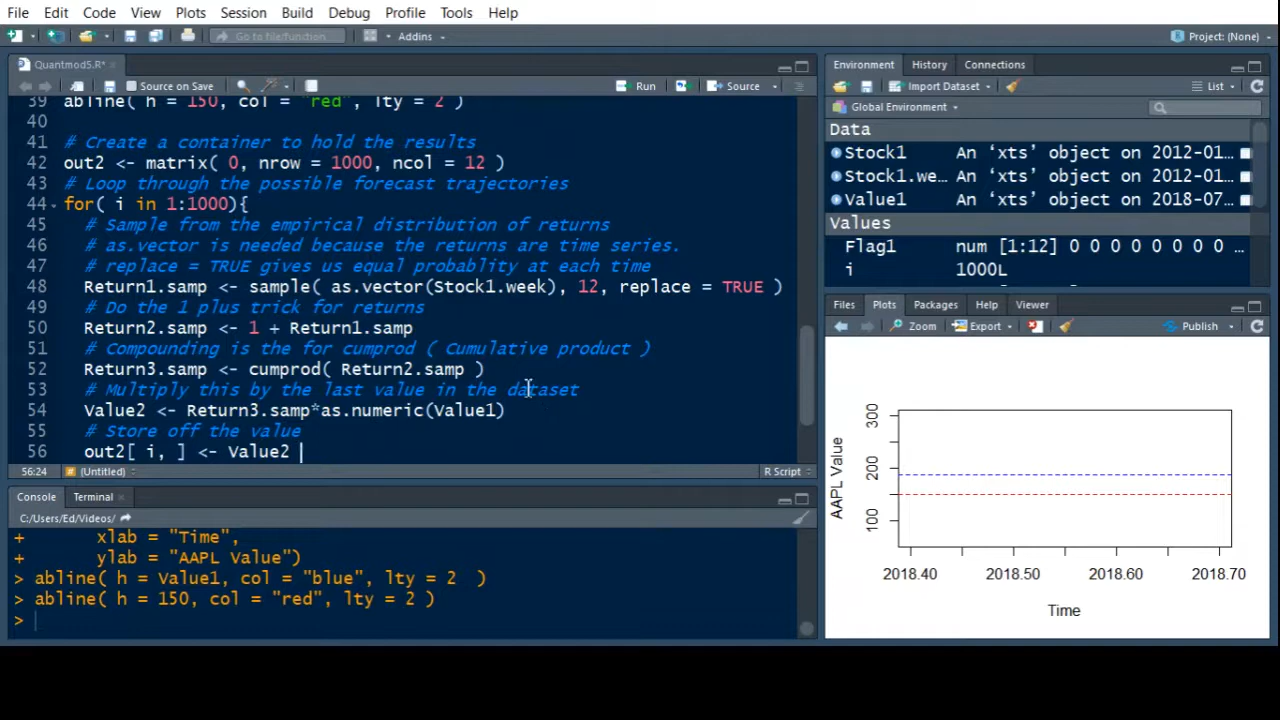 File Edit Code View Plots Session Build Debug Profile Tools Help
Go to file/function Addins Project: (None)
Quantmod5.R*
Source on Save Run Source
39 abline( h = 150, col = "red", lty = 2 )
40
41 # Create a container to hold the results
42 out2 <- matrix( 0, nrow = 1000, ncol = 12 )
43 # Loop through the possible forecast trajectories
44 for( i in 1:1000){
45 # Sample from the empirical distribution of returns
46 # as.vector is needed because the returns are time series.
47 # replace = TRUE gives us equal probablity at each time
48 Return1.samp <- sample( as.vector(Stock1.week), 12, replace = TRUE )
49 # Do the 1 plus trick for returns
50 Return2.samp <- 1 + Return1.samp
51 # Compounding is the for cumprod ( Cumulative product )
52 Return3.samp <- cumprod( Return2.samp )
53 # Multiply this by the last value in the dataset
54 Value2 <- Return3.samp*as.numeric(Value1)
55 # Store off the value
56 out2[ i, ] <- Value2
56:24 (Untitled) R Script
Console Terminal
C:/Users/Ed/Videos/
+ xlab = "Time",
+ ylab = "AAPL Value")
> abline( h = Value1, col = "blue", lty = 2 )
> abline( h = 150, col = "red", lty = 2 )
>
Environment History Connections
Import Dataset List
Global Environment
Data
Stock1 An ‘xts’ object on 2012-01…
Stock1.we… An ‘xts’ object on 2012-01…
Value1 An ‘xts’ object on 2018-07…
Values
Flag1 num [1:12] 0 0 0 0 0 0 0 0 …
i 1000L
Files Plots Packages Help Viewer
Zoom Export Publish
300
200
100
AAPL Value
2018.40 2018.50 2018.60 2018.70
Time